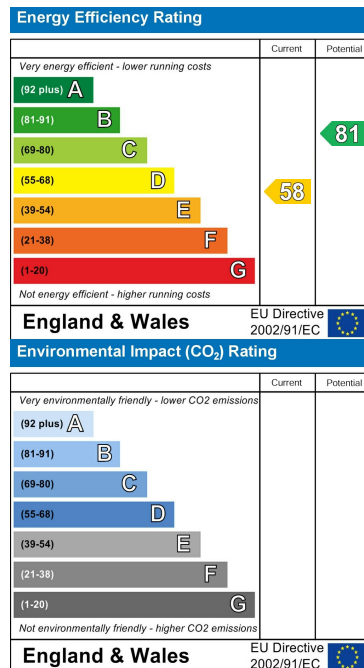 Energy Efficiency Rating
Current Potential
Very energy efficient - lower running costs
(92 plus) A
(81-91) B
(69-80) C
(55-68) D
(39-54) E
(21-38) F
(1-20) G
58
81
Not energy efficient - higher running costs
England & Wales
EU Directive
2002/91/EC
Environmental Impact (CO₂) Rating
Current Potential
Very environmentally friendly - lower CO2 emissions
(92 plus) A
(81-91) B
(69-80) C
(55-68) D
(39-54) E
(21-38) F
(1-20) G
Not environmentally friendly - higher CO2 emissions
England & Wales
EU Directive
2002/91/EC